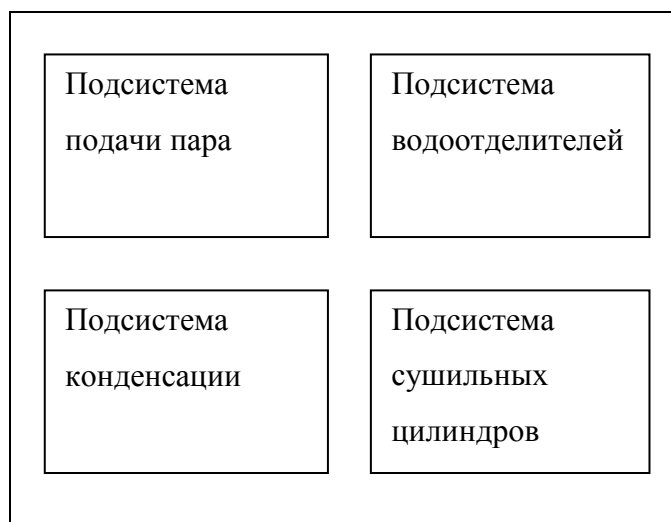 Подсистема
подачи пара
Подсистема
водоотделителей
Подсистема
конденсации
Подсистема
сушильных
цилиндров